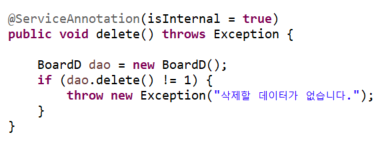 @ServiceAnnotation(isInternal = true)
public void delete() throws Exception {
BoardD dao = new BoardD();
if (dao.delete() != 1) {
throw new Exception("삭제할 데이터가 없습니다.");
}
}